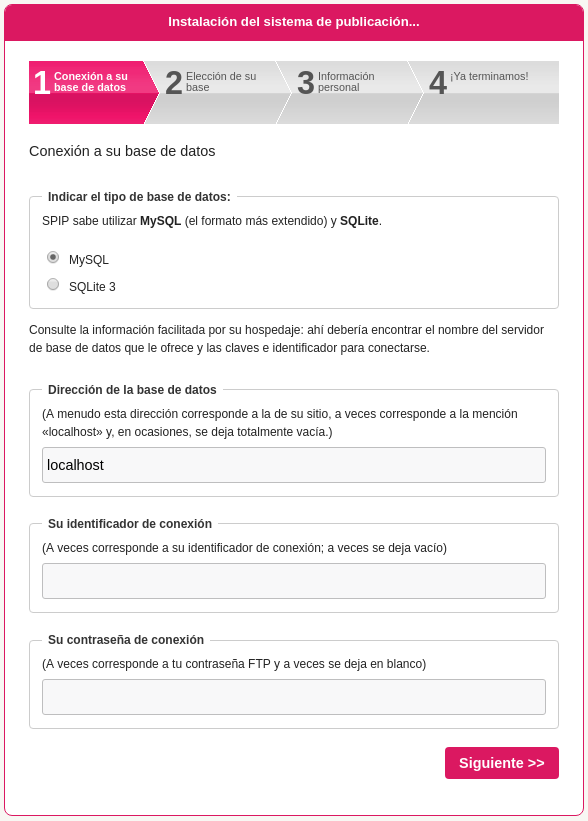 Instalación del sistema de publicación...
1 Conexión a su
base de datos
2 Elección de su
base
3 Información
personal
4 ¡Ya terminamos!
Conexión a su base de datos
Indicar el tipo de base de datos:
SPIP sabe utilizar MySQL (el formato más extendido) y SQLite.
MySQL
SQLite 3
Consulte la información facilitada por su hospedaje: ahí debería encontrar el nombre del servidor
de base de datos que le ofrece y las claves e identificador para conectarse.
Dirección de la base de datos
(A menudo esta dirección corresponde a la de su sitio, a veces corresponde a la mención
«localhost» y, en ocasiones, se deja totalmente vacía.)
localhost
Su identificador de conexión
(A veces corresponde a su identificador de conexión; a veces se deja vacío)
Su contraseña de conexión
(A veces corresponde a tu contraseña FTP y a veces se deja en blanco)
Siguiente >>